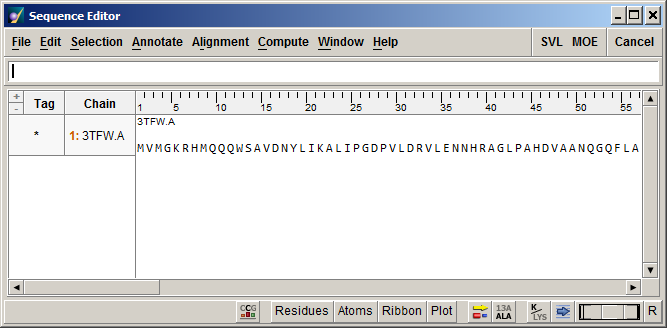 Sequence Editor
File Edit Selection Annotate Alignment Compute Window Help SVL MOE Cancel
+
-
Tag Chain 1 5 10 15 20 25 30 35 40 45 50 55
3TFW.A
* 1: 3TFW.A
MVMGKRHMQQQWSAVDNYLIKALIPGDPVLDRVLENNHRAGLPAHDVAANQGQFLA
CCG Residues Atoms Ribbon Plot 13A ALA K LYS R